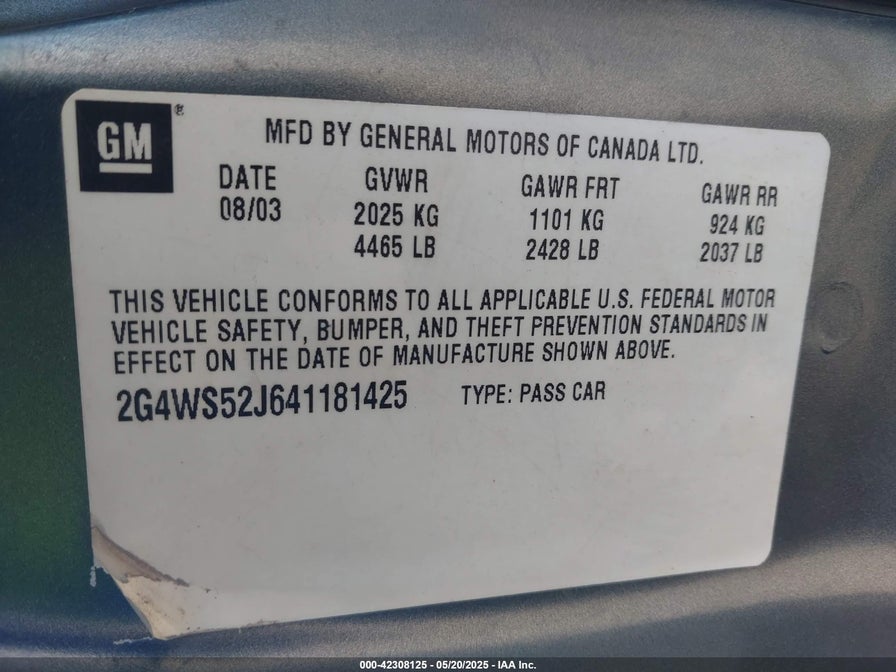 GM®
MFD BY GENERAL MOTORS OF CANADA LTD.
DATE GVWR GAWR FRT GAWR RR
08/03 2025 KG 1101 KG 924 KG
4465 LB 2428 LB 2037 LB
THIS VEHICLE CONFORMS TO ALL APPLICABLE U.S. FEDERAL MOTOR
VEHICLE SAFETY, BUMPER, AND THEFT PREVENTION STANDARDS IN
EFFECT ON THE DATE OF MANUFACTURE SHOWN ABOVE.
2G4WS52J641181425 TYPE: PASS CAR
000-42308125 - 05/20/2025 - IAA Inc.